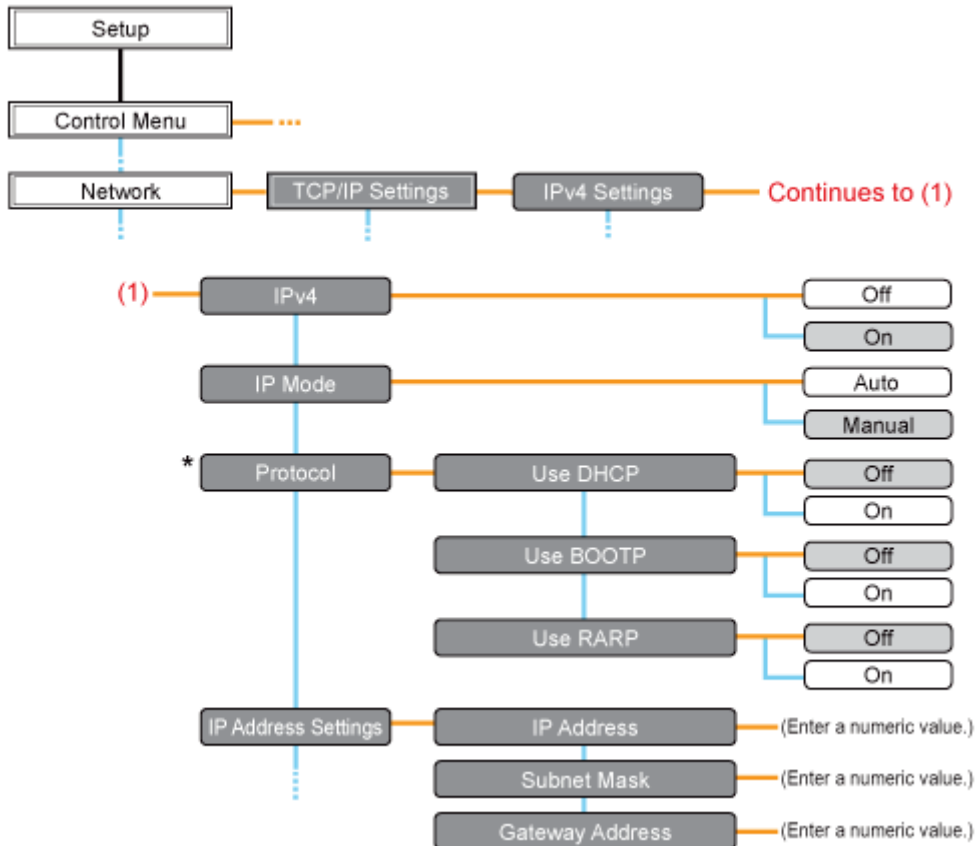 Setup
Control Menu
Network
TCP/IP Settings
IPv4 Settings
Continues to (1)
(1)
IPv4
Off
On
IP Mode
Auto
Manual
*
Protocol
Use DHCP
Off
On
Use BOOTP
Off
On
Use RARP
Off
On
IP Address Settings
IP Address
(Enter a numeric value.)
Subnet Mask
(Enter a numeric value.)
Gateway Address
(Enter a numeric value.)